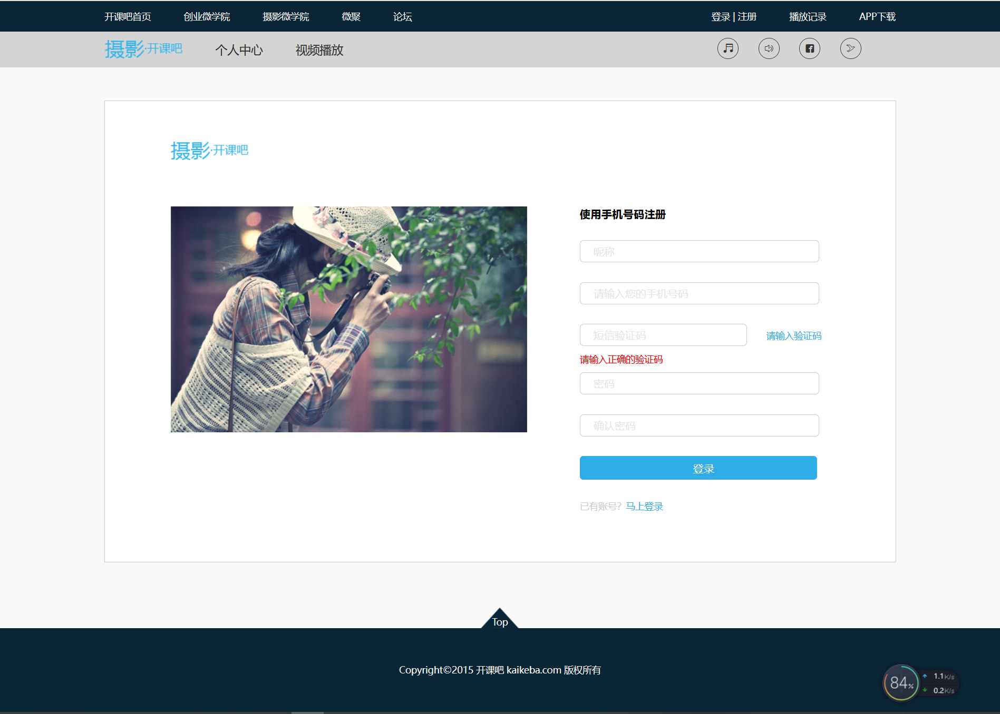 开课吧首页 创业微学院 摄影微学院 微聚 论坛 登录 | 注册 播放记录 APP下载
摄影·开课吧 个人中心 视频播放
摄影·开课吧
使用手机号码注册
昵称
请输入您的手机号码
短信验证码 请输入验证码
请输入正确的验证码
密码
确认密码
登录
已有账号？马上登录
Top
Copyright©2015 开课吧 kaikeba.com 版权所有
84% 1.1K/s
0.2K/s